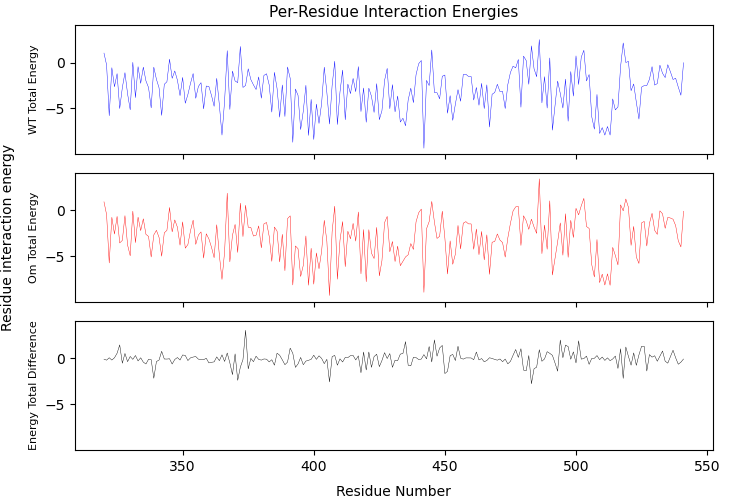 Per-Residue Interaction Energies
Residue interaction energy
WT Total Energy
0
−5
Om Total Energy
0
−5
Energy Total Difference
0
−5
350
400
450
500
550
Residue Number